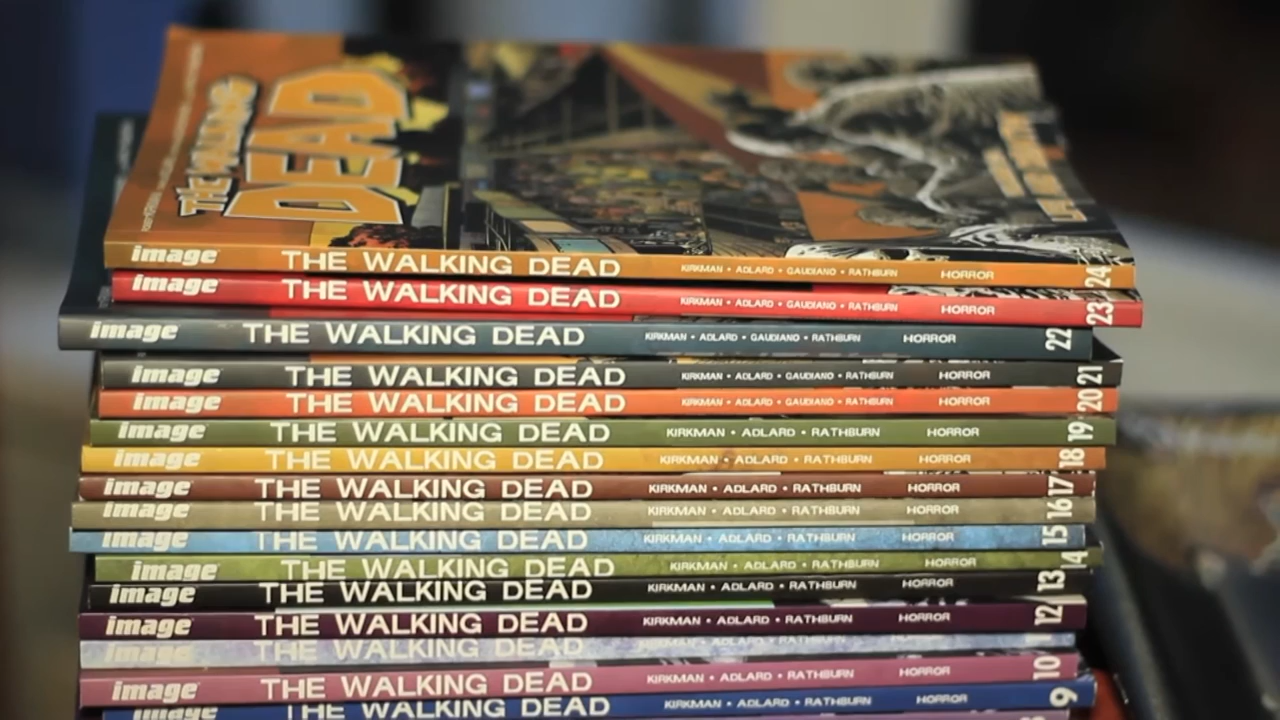 THE WALKING
DEAD
image THE WALKING DEAD KIRKMAN • ADLARD • GAUDIANO • RATHBURN HORROR 24
image THE WALKING DEAD KIRKMAN • ADLARD • GAUDIANO • RATHBURN HORROR 23
image THE WALKING DEAD KIRKMAN • ADLARD • GAUDIANO • RATHBURN HORROR 22
image THE WALKING DEAD KIRKMAN • ADLARD • GAUDIANO • RATHBURN HORROR 21
image THE WALKING DEAD KIRKMAN • ADLARD • GAUDIANO • RATHBURN HORROR 20
image THE WALKING DEAD KIRKMAN • ADLARD • RATHBURN HORROR 19
image THE WALKING DEAD KIRKMAN • ADLARD • RATHBURN HORROR 18
image THE WALKING DEAD KIRKMAN • ADLARD • RATHBURN HORROR 17
image THE WALKING DEAD KIRKMAN • ADLARD • RATHBURN HORROR 16
image THE WALKING DEAD KIRKMAN • ADLARD • RATHBURN HORROR 15
image THE WALKING DEAD KIRKMAN • ADLARD • RATHBURN HORROR 14
image THE WALKING DEAD KIRKMAN • ADLARD • RATHBURN HORROR 13
image THE WALKING DEAD KIRKMAN • ADLARD • RATHBURN HORROR 12
image THE WALKING DEAD KIRKMAN • ADLARD • RATHBURN HORROR
image THE WALKING DEAD KIRKMAN • ADLARD • RATHBURN HORROR 10
image THE WALKING DEAD KIRKMAN • ADLARD • RATHBURN HORROR 9